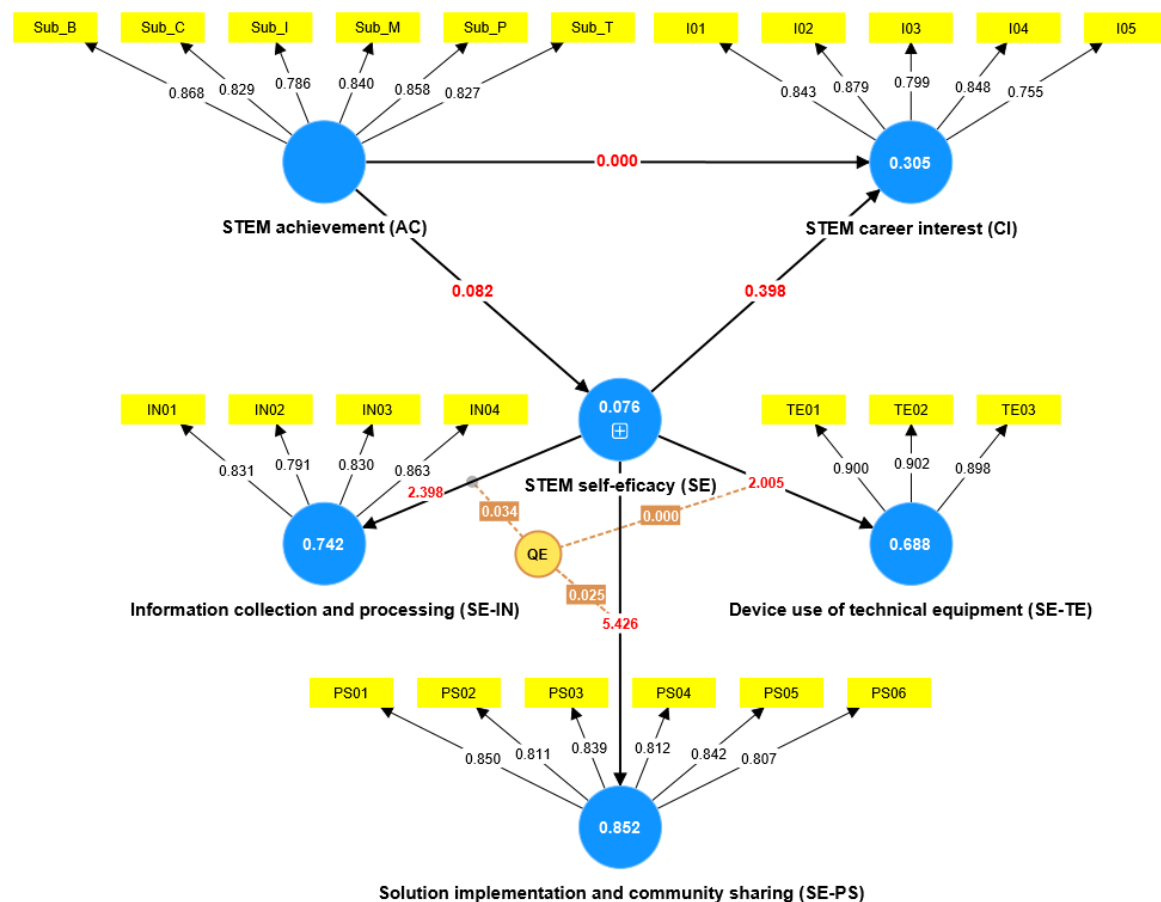 Sub_B Sub_C Sub_I Sub_M Sub_P Sub_T I01 I02 I03 I04 I05
0.868 0.829 0.786 0.840 0.858 0.827 0.843 0.879 0.799 0.848 0.755
0.000
0.305
STEM achievement (AC)
STEM career interest (CI)
0.082
0.398
IN01 IN02 IN03 IN04
0.076
TE01 TE02 TE03
0.831 0.791 0.830 0.863
0.900 0.902 0.898
STEM self-eficacy (SE)
2.398
2.005
0.034
0.000
0.742
QE
0.688
0.025
Information collection and processing (SE-IN)
Device use of technical equipment (SE-TE)
5.426
PS01 PS02 PS03 PS04 PS05 PS06
0.850 0.811 0.839 0.812 0.842 0.807
0.852
Solution implementation and community sharing (SE-PS)